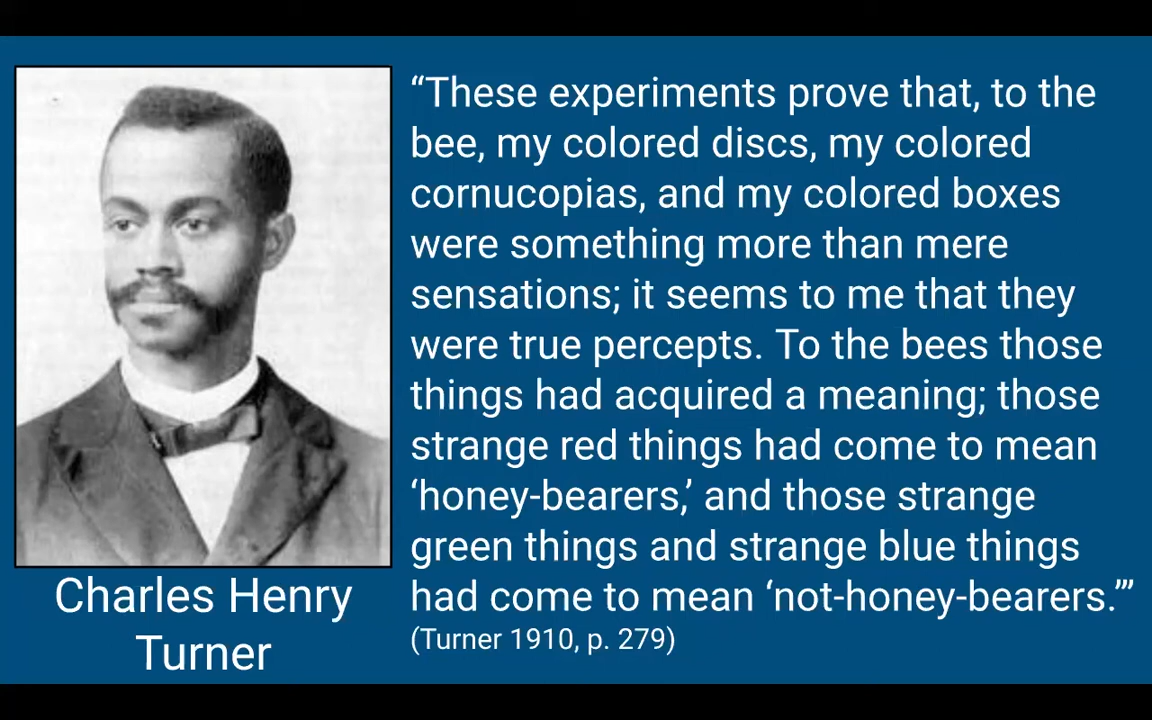 “These experiments prove that, to the
bee, my colored discs, my colored
cornucopias, and my colored boxes
were something more than mere
sensations; it seems to me that they
were true percepts. To the bees those
things had acquired a meaning; those
strange red things had come to mean
‘honey-bearers,’ and those strange
green things and strange blue things
had come to mean ‘not-honey-bearers.’”
(Turner 1910, p. 279)
Charles Henry
Turner